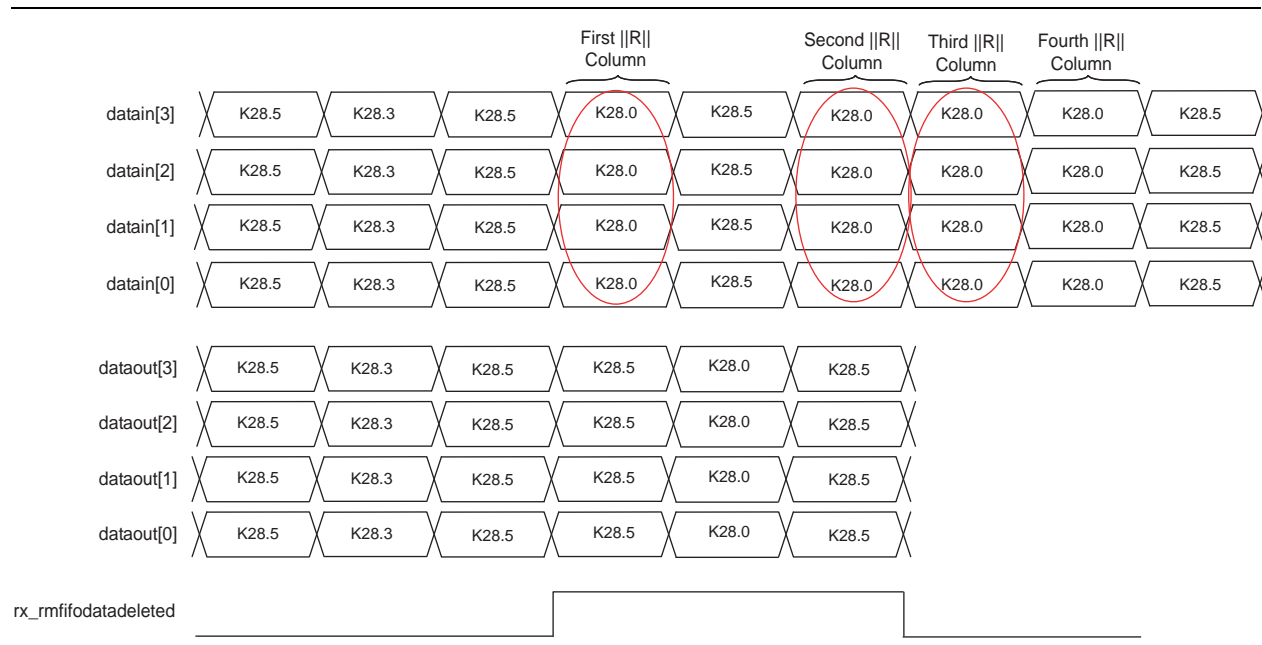 First ||R||
Column
Second ||R||
Column
Third ||R||
Column
Fourth ||R||
Column
datain[3] K28.5 K28.3 K28.5 K28.0 K28.5 K28.0 K28.0 K28.0 K28.5
datain[2] K28.5 K28.3 K28.5 K28.0 K28.5 K28.0 K28.0 K28.0 K28.5
datain[1] K28.5 K28.3 K28.5 K28.0 K28.5 K28.0 K28.0 K28.0 K28.5
datain[0] K28.5 K28.3 K28.5 K28.0 K28.5 K28.0 K28.0 K28.0 K28.5
dataout[3] K28.5 K28.3 K28.5 K28.5 K28.0 K28.5
dataout[2] K28.5 K28.3 K28.5 K28.5 K28.0 K28.5
dataout[1] K28.5 K28.3 K28.5 K28.5 K28.0 K28.5
dataout[0] K28.5 K28.3 K28.5 K28.5 K28.0 K28.5
rx_rmfifodatadeleted